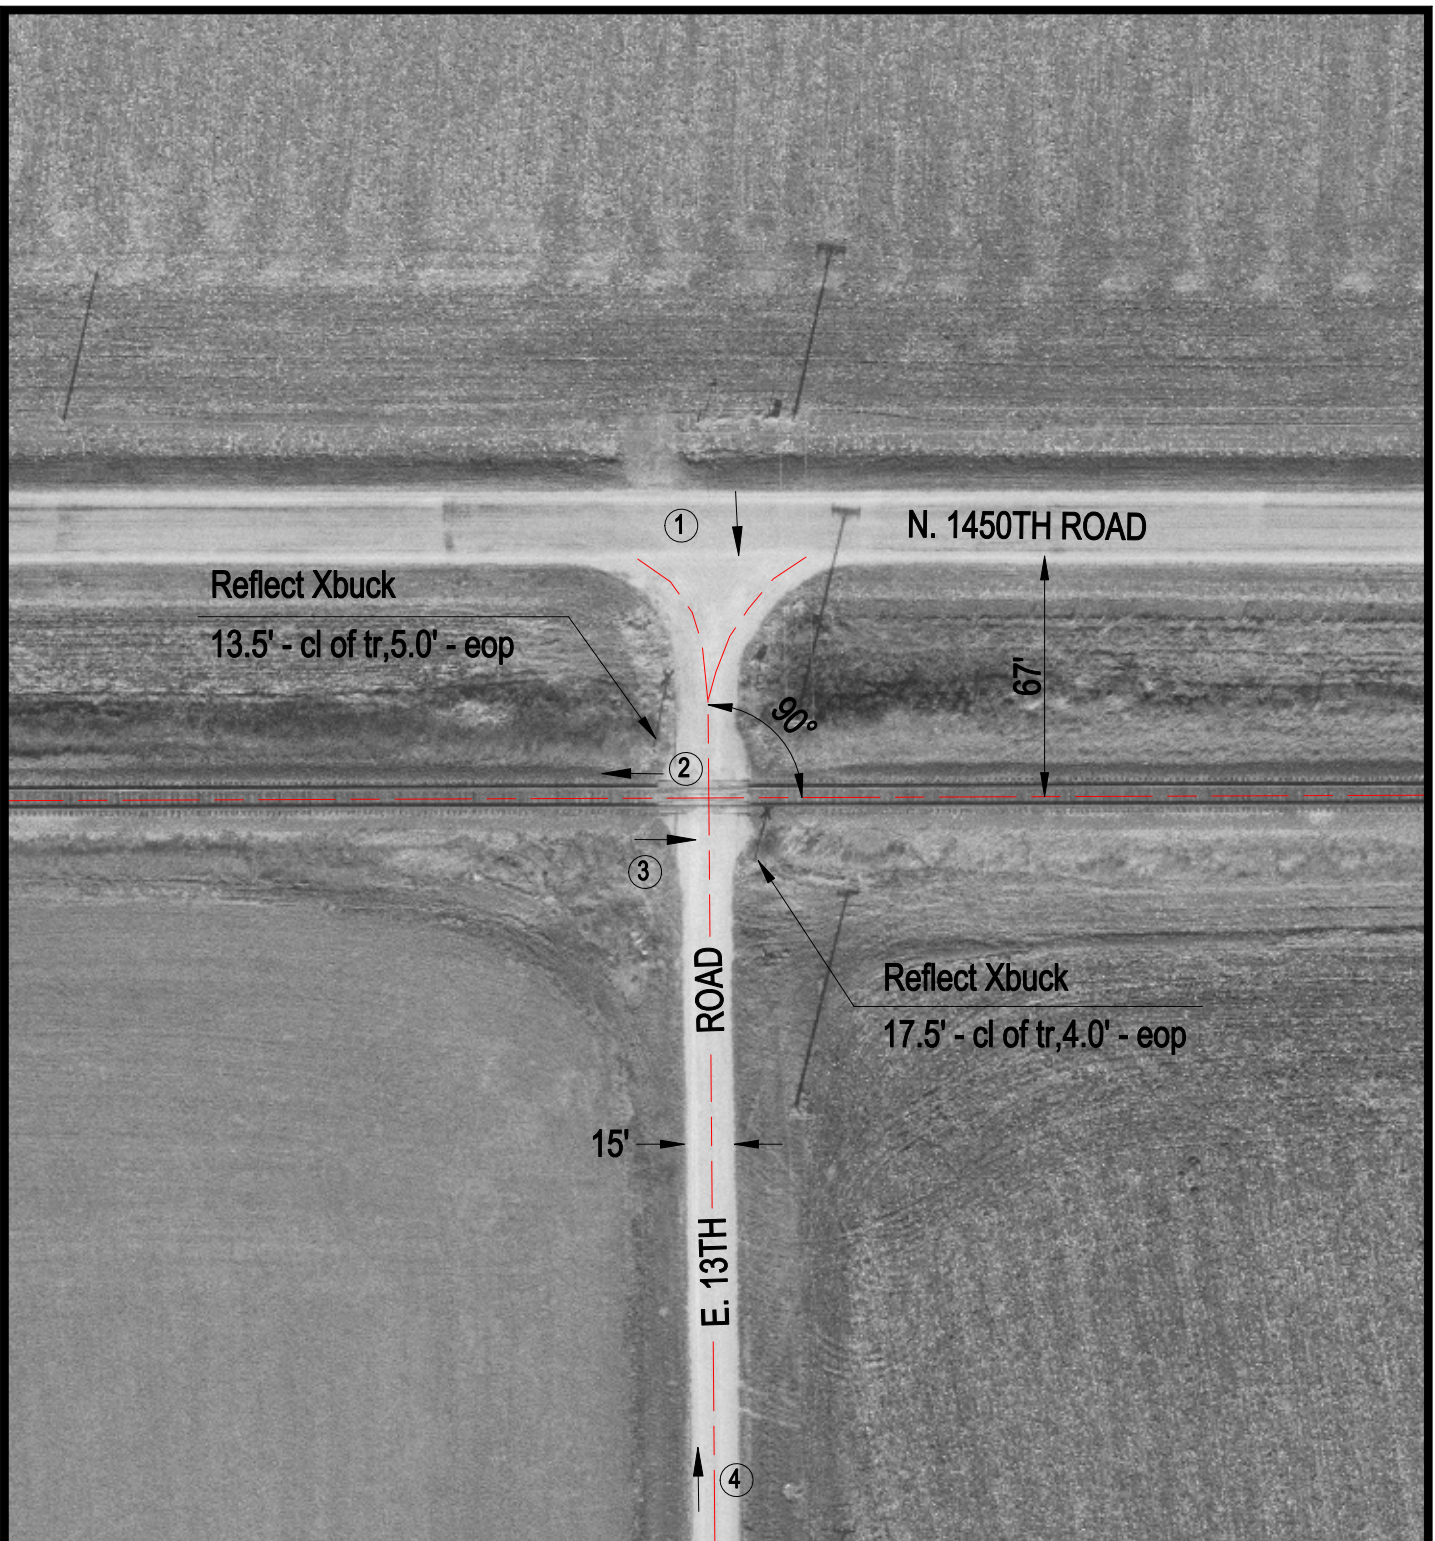 1
N. 1450TH ROAD
Reflect Xbuck
13.5' - cl of tr,5.0' - eop
67'
90°
2
3
Reflect Xbuck
17.5' - cl of tr,4.0' - eop
15'
E. 13TH ROAD
4